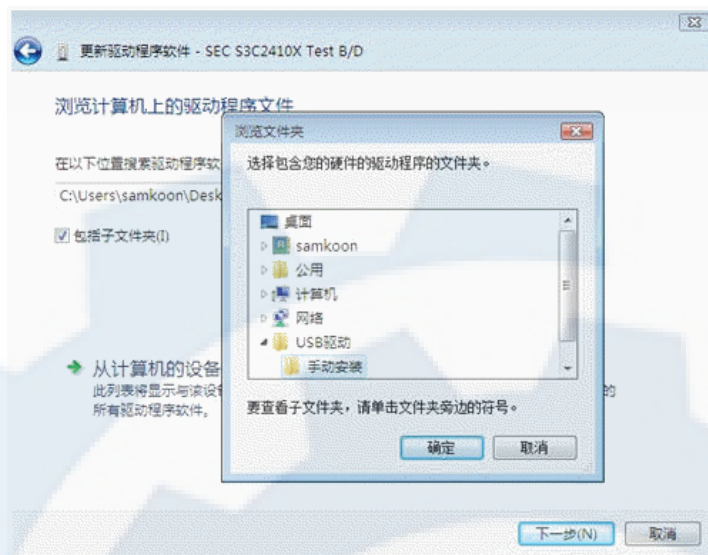 更新驱动程序软件 - SEC S3C2410X Test B/D
浏览计算机上的驱动程序文件
在以下位置搜索驱动程序软
C:\Users\samkoon\Desk
包括子文件夹(I)
从计算机的设备
此列表将显示与该设备
的
所有驱动程序软件。
浏览文件夹
选择包含您的硬件的驱动程序的文件夹。
桌面
samkoon
公用
计算机
网络
USB驱动
手动安装
要查看子文件夹，请单击文件夹旁边的符号。
确定
取消
下一步(N)
取消